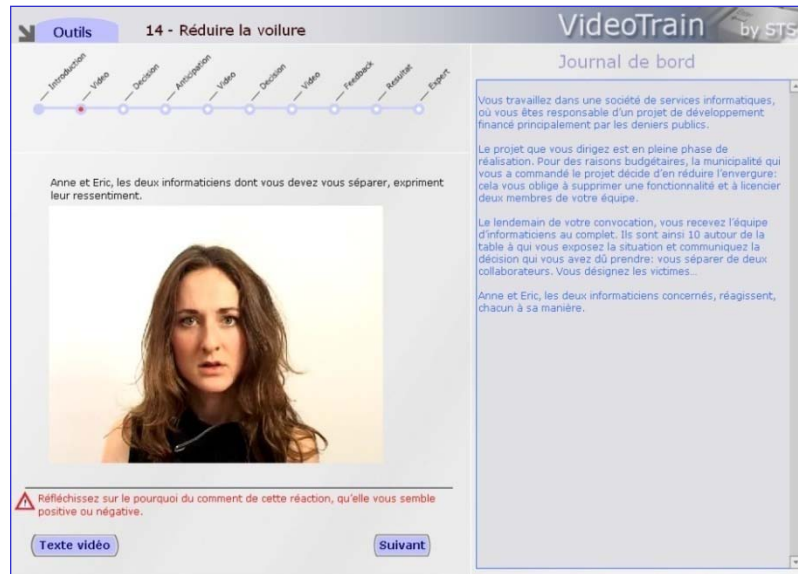 Outils
14 - Réduire la voilure
VideoTrain
by STS
Introduction
Video
Decision
Anticipation
Video
Decision
Video
Feedback
Resultat
Expert
Anne et Eric, les deux informaticiens dont vous devez vous séparer, expriment
leur ressentiment.
Réfléchissez sur le pourquoi du comment de cette réaction, qu'elle vous semble
positive ou négative.
Texte vidéo
Suivant
Journal de bord
Vous travaillez dans une société de services informatiques,
où vous êtes responsable d'un projet de développement
financé principalement par les deniers publics.
Le projet que vous dirigez est en pleine phase de
réalisation. Pour des raisons budgétaires, la municipalité qui
vous a commandé le projet décide d'en réduire l'envergure:
cela vous oblige à supprimer une fonctionnalité et à licencier
deux membres de votre équipe.
Le lendemain de votre convocation, vous recevez l'équipe
d'informaticiens au complet. Ils sont ainsi 10 autour de la
table à qui vous exposez la situation et communiquez la
décision qui vous avez dû prendre: vous séparer de deux
collaborateurs. Vous désignez les victimes...
Anne et Eric, les deux informaticiens concernés, réagissent,
chacun à sa manière.